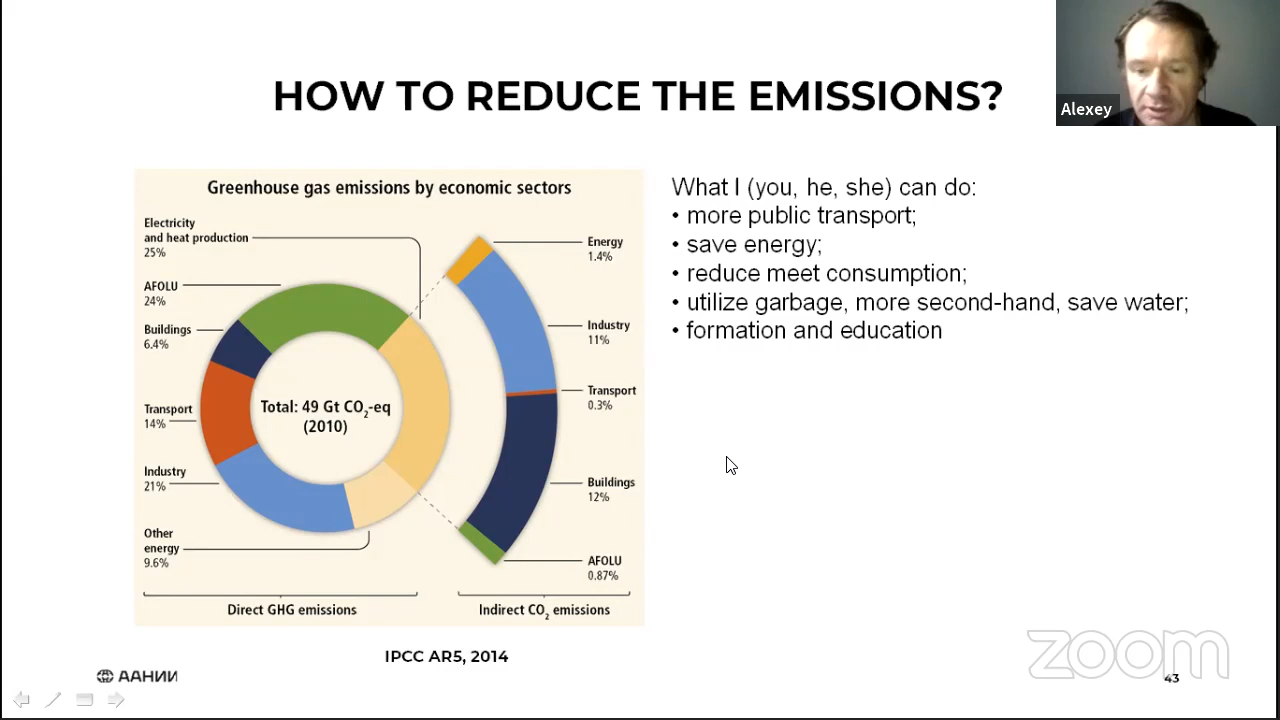 Alexey
HOW TO REDUCE THE EMISSIONS?
Greenhouse gas emissions by economic sectors
Electricity
and heat production
25%
AFOLU
24%
Buildings
6.4%
Transport
14%
Industry
21%
Other
energy
9.6%
Total: 49 Gt CO2-eq
(2010)
Energy
1.4%
Industry
11%
Transport
0.3%
Buildings
12%
AFOLU
0.87%
Direct GHG emissions
Indirect CO2 emissions
IPCC AR5, 2014
What I (you, he, she) can do:
• more public transport;
• save energy;
• reduce meet consumption;
• utilize garbage, more second-hand, save water;
• formation and education
ААНИИ
zoom
43